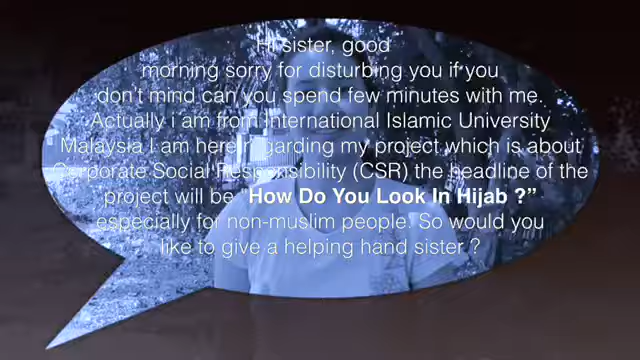 Hi sister, good
morning sorry for disturbing you if you
don't mind can you spend few minutes with me.
Actually i am from International Islamic University
Malaysia I am here regarding my project which is about
Corporate Social Responsibility (CSR) the headline of the
project will be "How Do You Look In Hijab ?"
especially for non-muslim people. So would you
like to give a helping hand sister ?